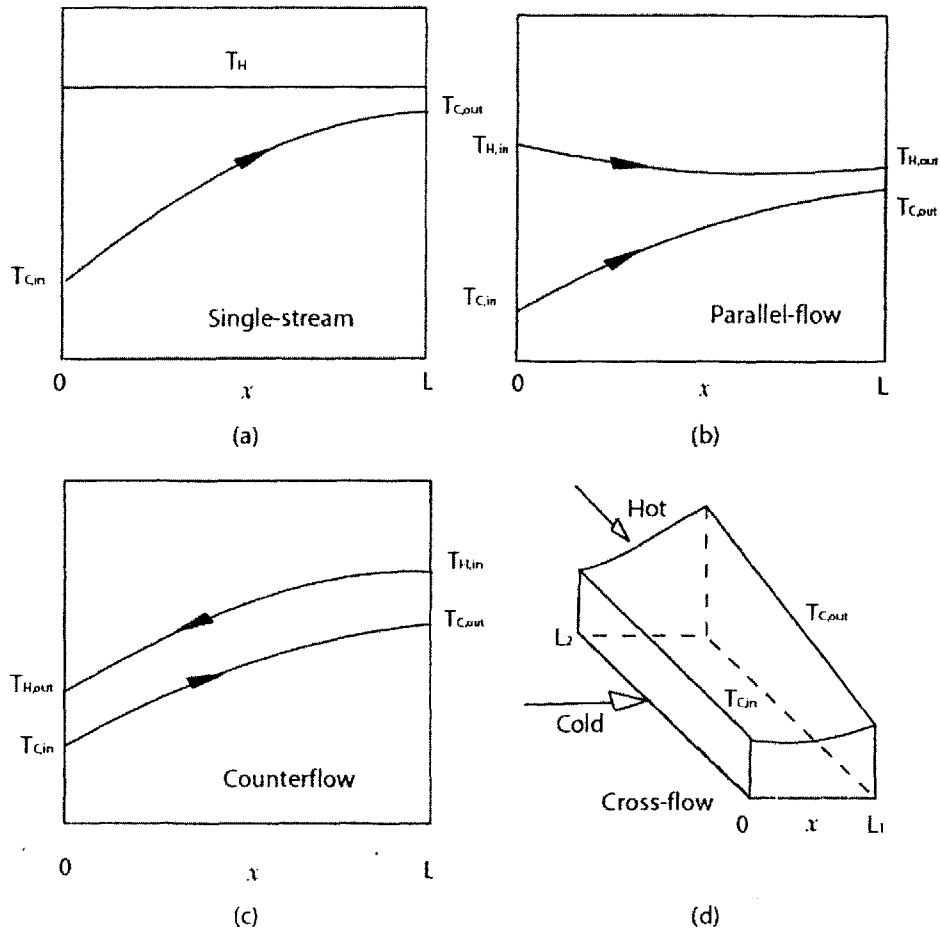 T_H
T_C,out
T_C,in
Single-stream
0
x
L
(a)
T_H,in
T_H,out
T_C,out
T_C,in
Parallel-flow
0
x
L
(b)
T_H,in
T_C,out
T_H,out
T_C,in
Counterflow
0
x
L
(c)
Hot
T_C,out
L₂
T_C,in
Cold
Cross-flow
0
x
L₁
(d)